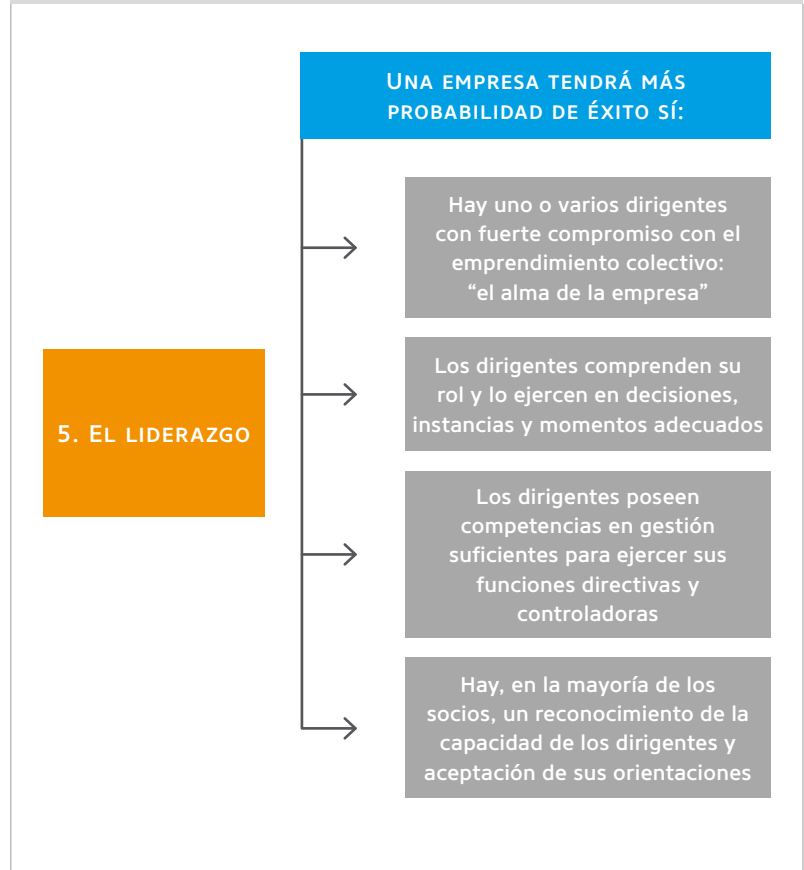 UNA EMPRESA TENDRÁ MÁS
PROBABILIDAD DE ÉXITO SÍ:
Hay uno o varios dirigentes
con fuerte compromiso con el
emprendimiento colectivo:
“el alma de la empresa”
5. EL LIDERAZGO
Los dirigentes comprenden su
rol y lo ejercen en decisiones,
instancias y momentos adecuados
Los dirigentes poseen
competencias en gestión
suficientes para ejercer sus
funciones directivas y
controladoras
Hay, en la mayoría de los
socios, un reconocimiento de la
capacidad de los dirigentes y
aceptación de sus orientaciones